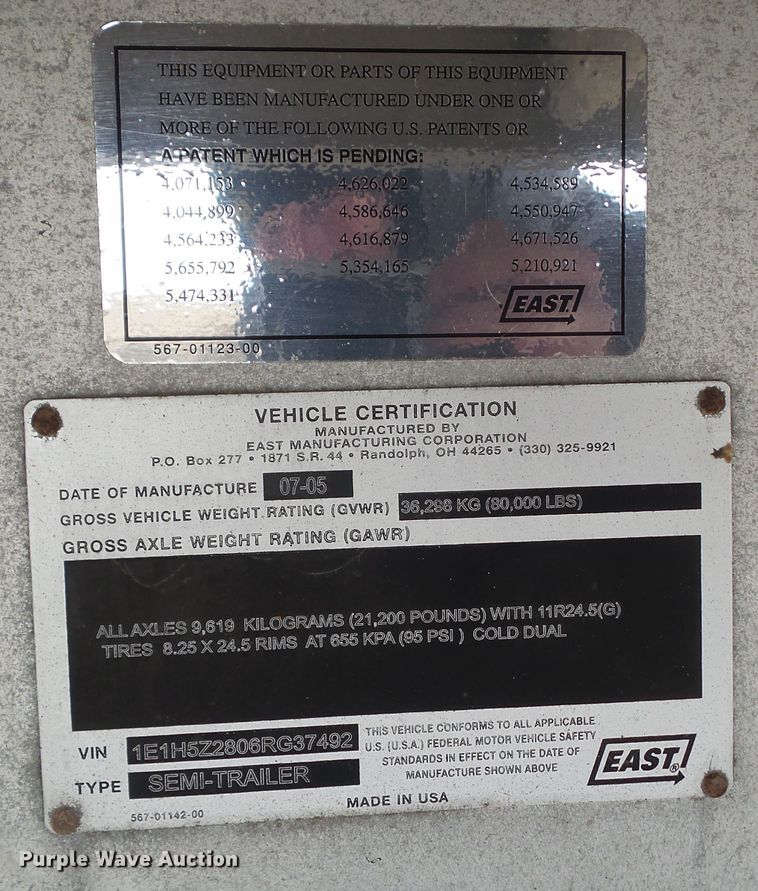 THIS EQUIPMENT OR PARTS OF THIS EQUIPMENT
HAVE BEEN MANUFACTURED UNDER ONE OR
MORE OF THE FOLLOWING U.S. PATENTS OR
A PATENT WHICH IS PENDING:
4,071,153 4,626,022 4,534,589
4,044,899 4,586,646 4,550,947
4,564,233 4,616,879 4,671,526
5,655,792 5,354,165 5,210,921
5,474,331
EAST
567-01123-00
VEHICLE CERTIFICATION
MANUFACTURED BY
EAST MANUFACTURING CORPORATION
P.O. Box 277 • 1871 S.R. 44 • Randolph, OH 44265 • (330) 325-9921
DATE OF MANUFACTURE 07-05
GROSS VEHICLE WEIGHT RATING (GVWR) 36,298 KG (80,000 LBS)
GROSS AXLE WEIGHT RATING (GAWR)
ALL AXLES 9,619 KILOGRAMS (21,200 POUNDS) WITH 11R24.5(G)
TIRES 8.25 X 24.5 RIMS AT 655 KPA (95 PSI ) COLD DUAL
VIN 1E1H5Z2806RG37492
TYPE SEMI-TRAILER
THIS VEHICLE CONFORMS TO ALL APPLICABLE
U.S. (U.S.A.) FEDERAL MOTOR VEHICLE SAFETY
STANDARDS IN EFFECT ON THE DATE OF
MANUFACTURE SHOWN ABOVE
EAST®
MADE IN USA
567-01142-00
Purple Wave Auction